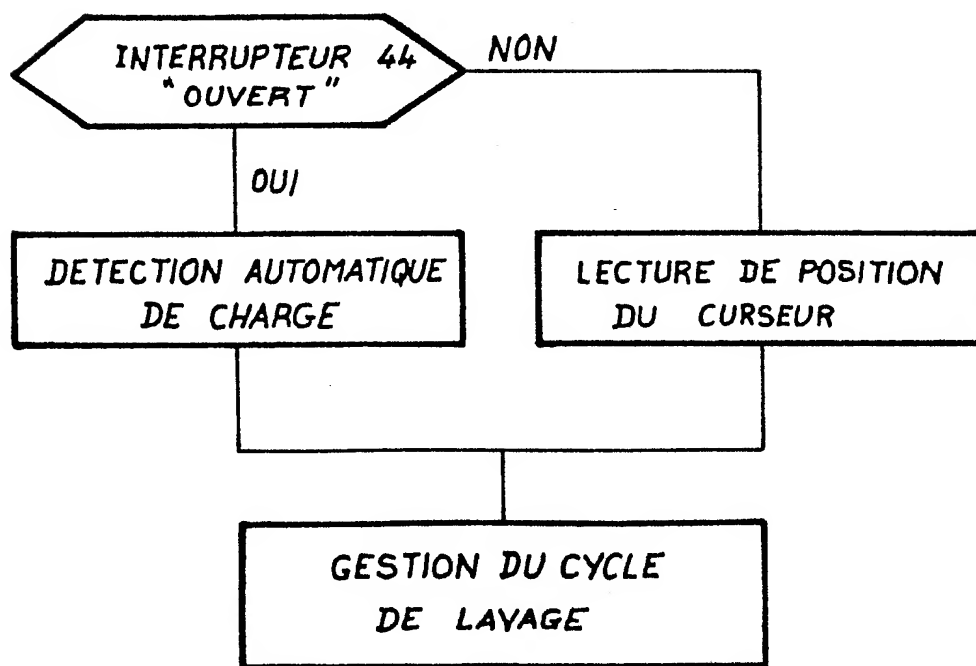 INTERRUPTEUR 44
"OUVERT"
NON
OUI
DETECTION AUTOMATIQUE
DE CHARGE
LECTURE DE POSITION
DU CURSEUR
GESTION DU CYCLE
DE LAVAGE